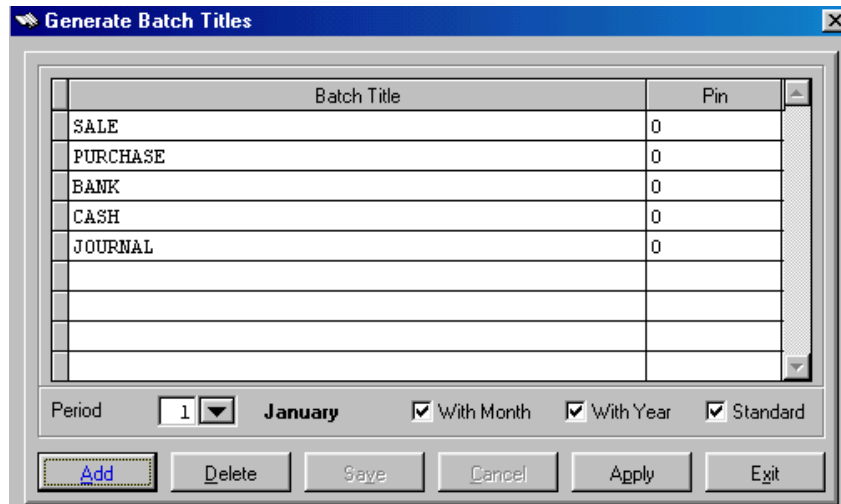 Generate Batch Titles
Batch Title Pin
SALE 0
PURCHASE 0
BANK 0
CASH 0
JOURNAL 0
Period 1 January With Month With Year Standard
Add Delete Save Cancel Apply Exit